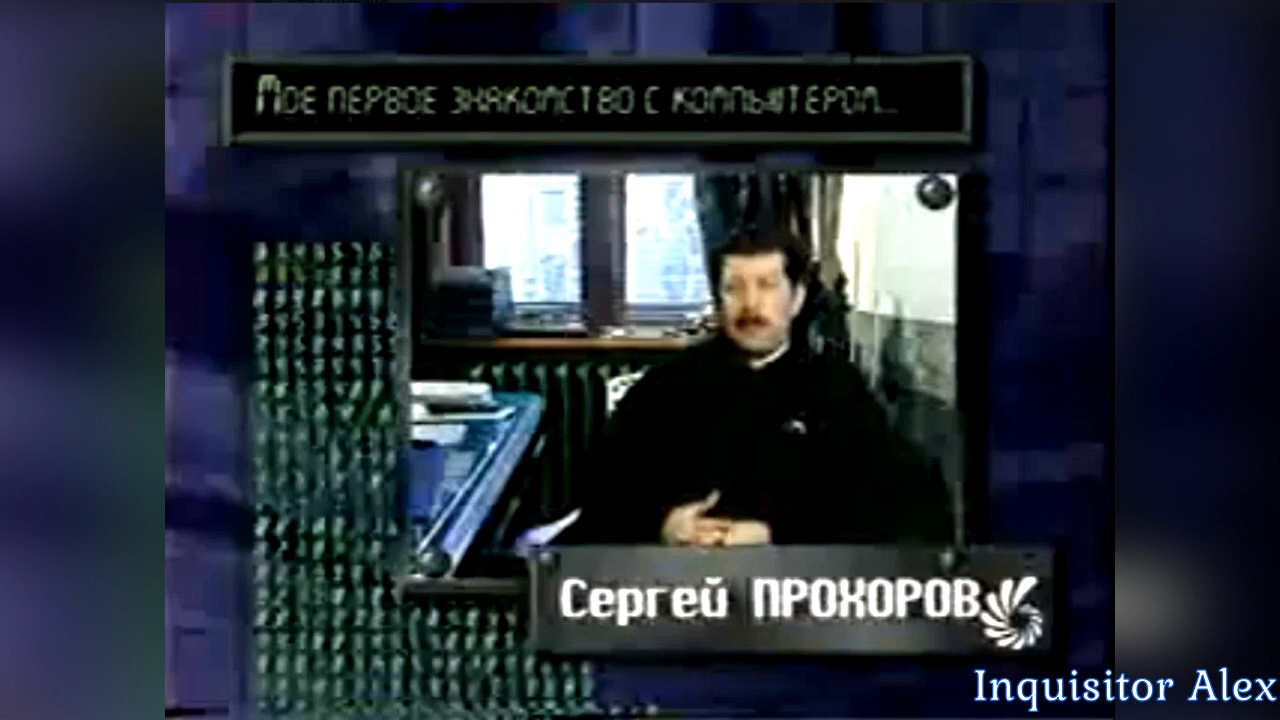 Мое первое знакомство с компьютером...
Сергей ПРОХОРОВ
Inquisitor Alex